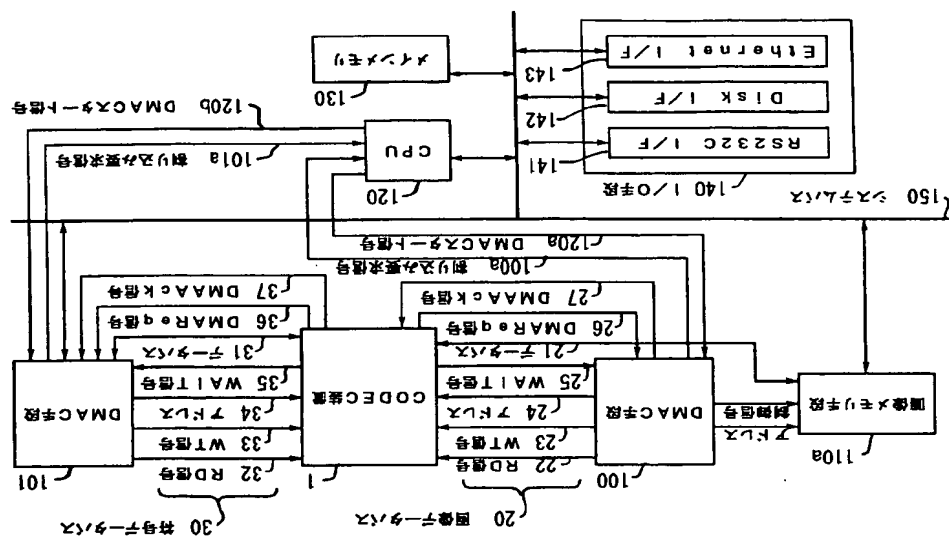 20 画像データバス
30 符号データバス
110a
画像メモリ手段
アドレス
制御信号
100
DMAC手段
22 RD信号
23 WT信号
24 アドレス
25 WAIT信号
21 データバス
26 DMAReq信号
27 DMAAck信号
1
CODEC装置
32 RD信号
33 WT信号
34 アドレス
35 WAIT信号
31 データバス
36 DMAReq信号
37 DMAAck信号
101
DMAC手段
100a 割り込み要求信号
120a DMACスタート信号
150 システムバス
140 I/O手段
141
RS232C I/F
142
Disk I/F
143
Ethernet I/F
120
CPU
101a 割り込み要求信号
120b DMACスタート信号
130
メインメモリ